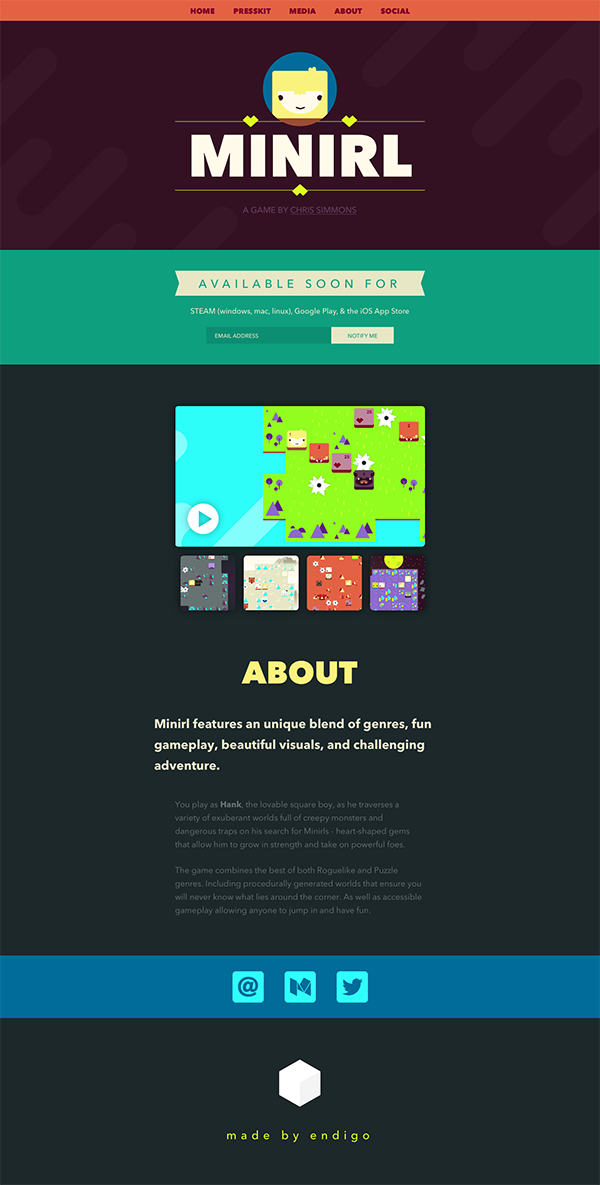 HOME PRESSKIT MEDIA ABOUT SOCIAL
MINIRL
A GAME BY CHRIS SIMMONS
AVAILABLE SOON FOR
STEAM (windows, mac, linux), Google Play, & the iOS App Store
EMAIL ADDRESS NOTIFY ME
25
2
2
25
ABOUT
Minirl features an unique blend of genres, fun
gameplay, beautiful visuals, and challenging
adventure.
You play as Hank, the lovable square boy, as he traverses a
variety of exuberant worlds full of creepy monsters and
dangerous traps on his search for Minirls - heart-shaped gems
that allow him to grow in strength and take on powerful foes.
The game combines the best of both Roguelike and Puzzle
genres. Including procedurally generated worlds that ensure you
will never know what lies around the corner. As well as accessible
gameplay allowing anyone to jump in and have fun.
@
made by endigo